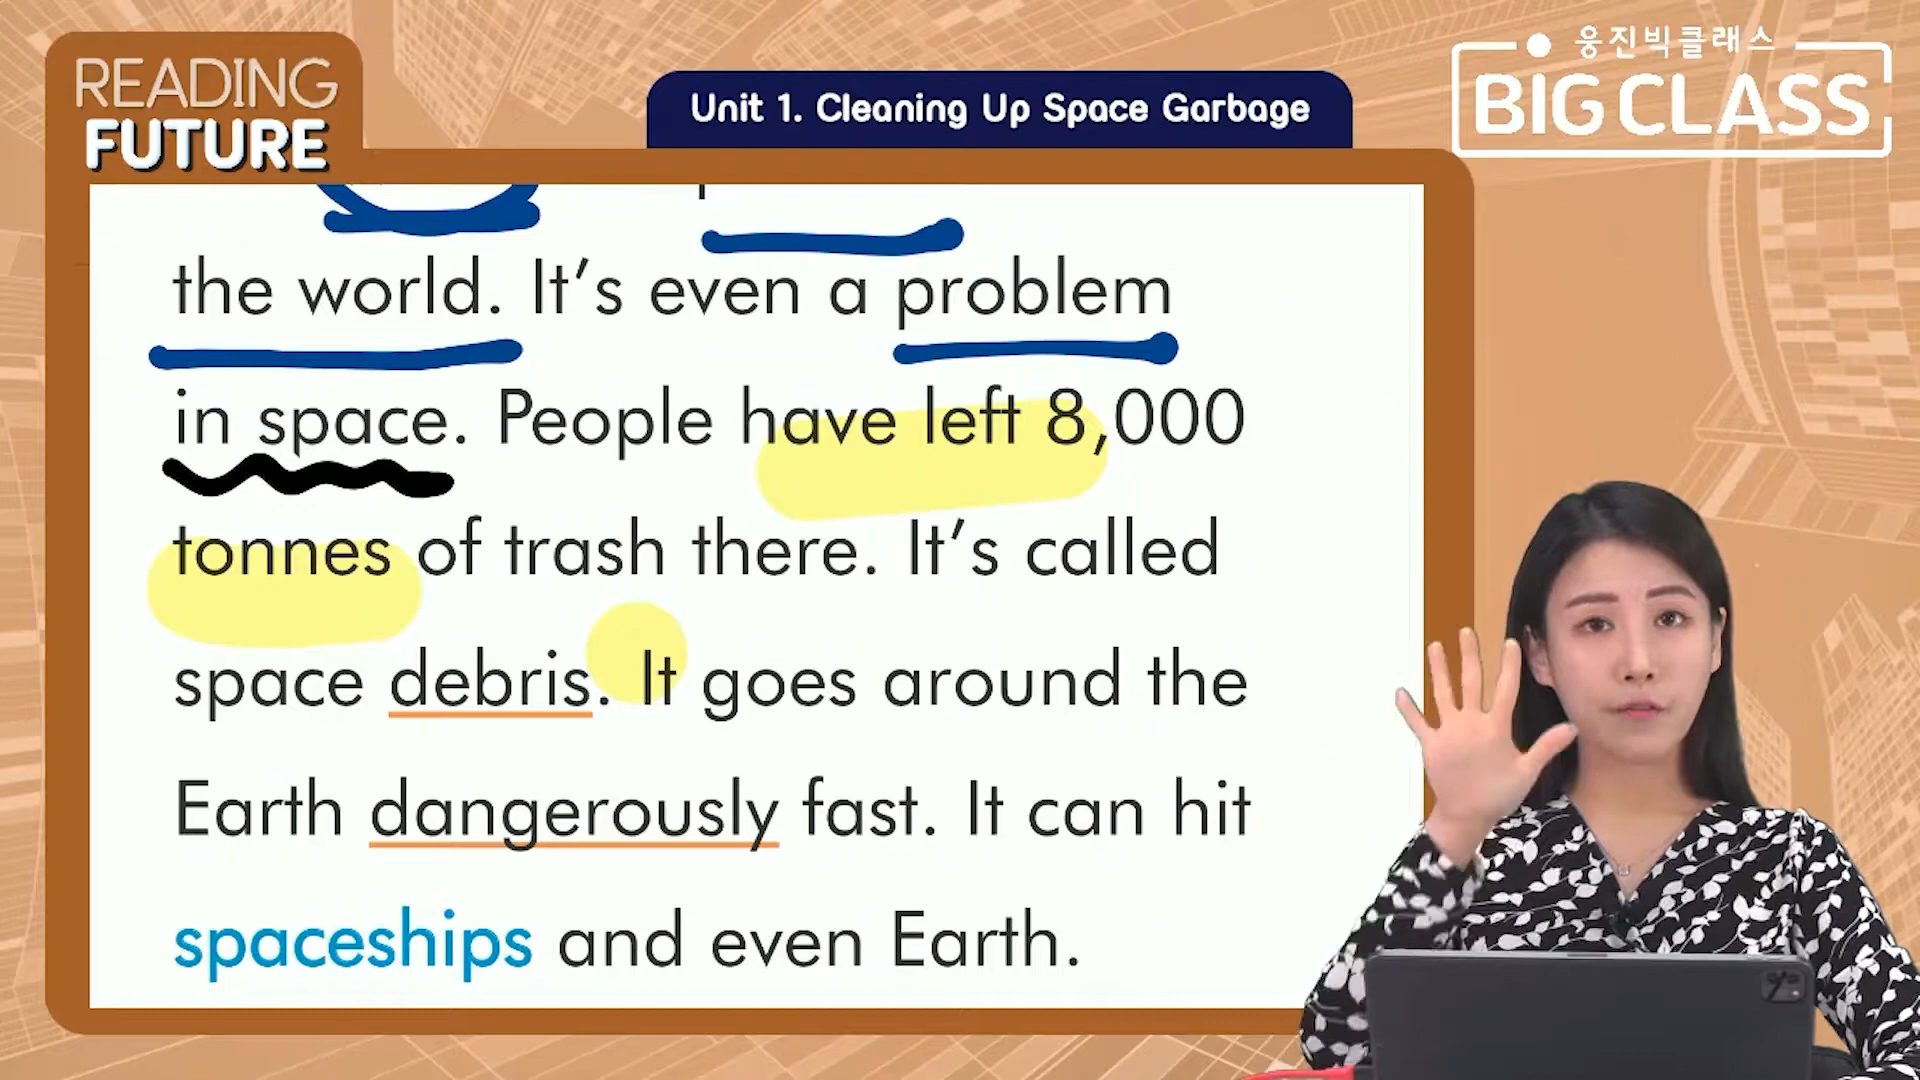 READING
FUTURE
Unit 1. Cleaning Up Space Garbage
웅진빅클래스
BIG CLASS
the world. It's even a problem
in space. People have left 8,000
tonnes of trash there. It's called
space debris. It goes around the
Earth dangerously fast. It can hit
spaceships and even Earth.